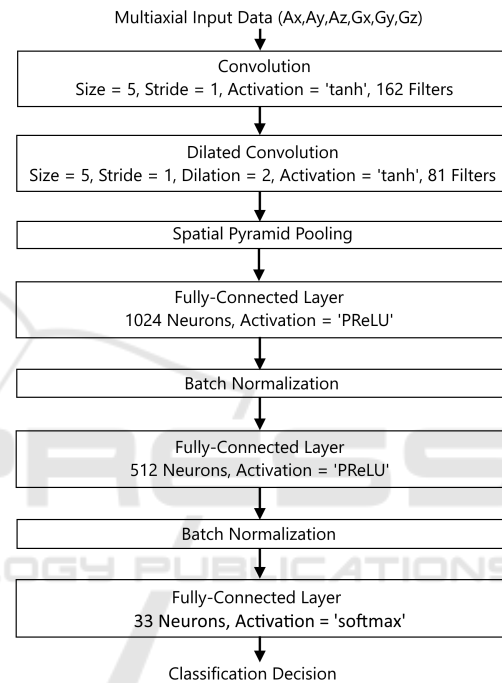 Multiaxial Input Data (Ax,Ay,Az,Gx,Gy,Gz)
Convolution
Size = 5, Stride = 1, Activation = 'tanh', 162 Filters
Dilated Convolution
Size = 5, Stride = 1, Dilation = 2, Activation = 'tanh', 81 Filters
Spatial Pyramid Pooling
Fully-Connected Layer
1024 Neurons, Activation = 'PReLU'
Batch Normalization
Fully-Connected Layer
512 Neurons, Activation = 'PReLU'
Batch Normalization
Fully-Connected Layer
33 Neurons, Activation = 'softmax'
Classification Decision
PRESS
PUBLICATIONS